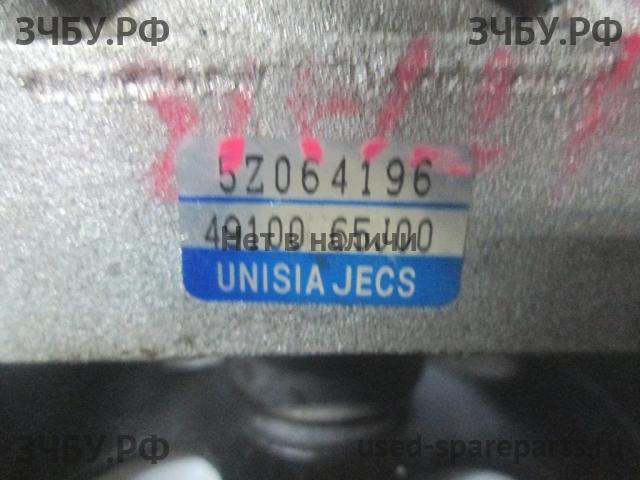 ЗЧБУ.РФ
ЗЧБУ.РФ
5Z064196
49100 65J00
Нет в наличии
UNISIA JECS
ЗЧБУ.РФ
used-spareparts.ru